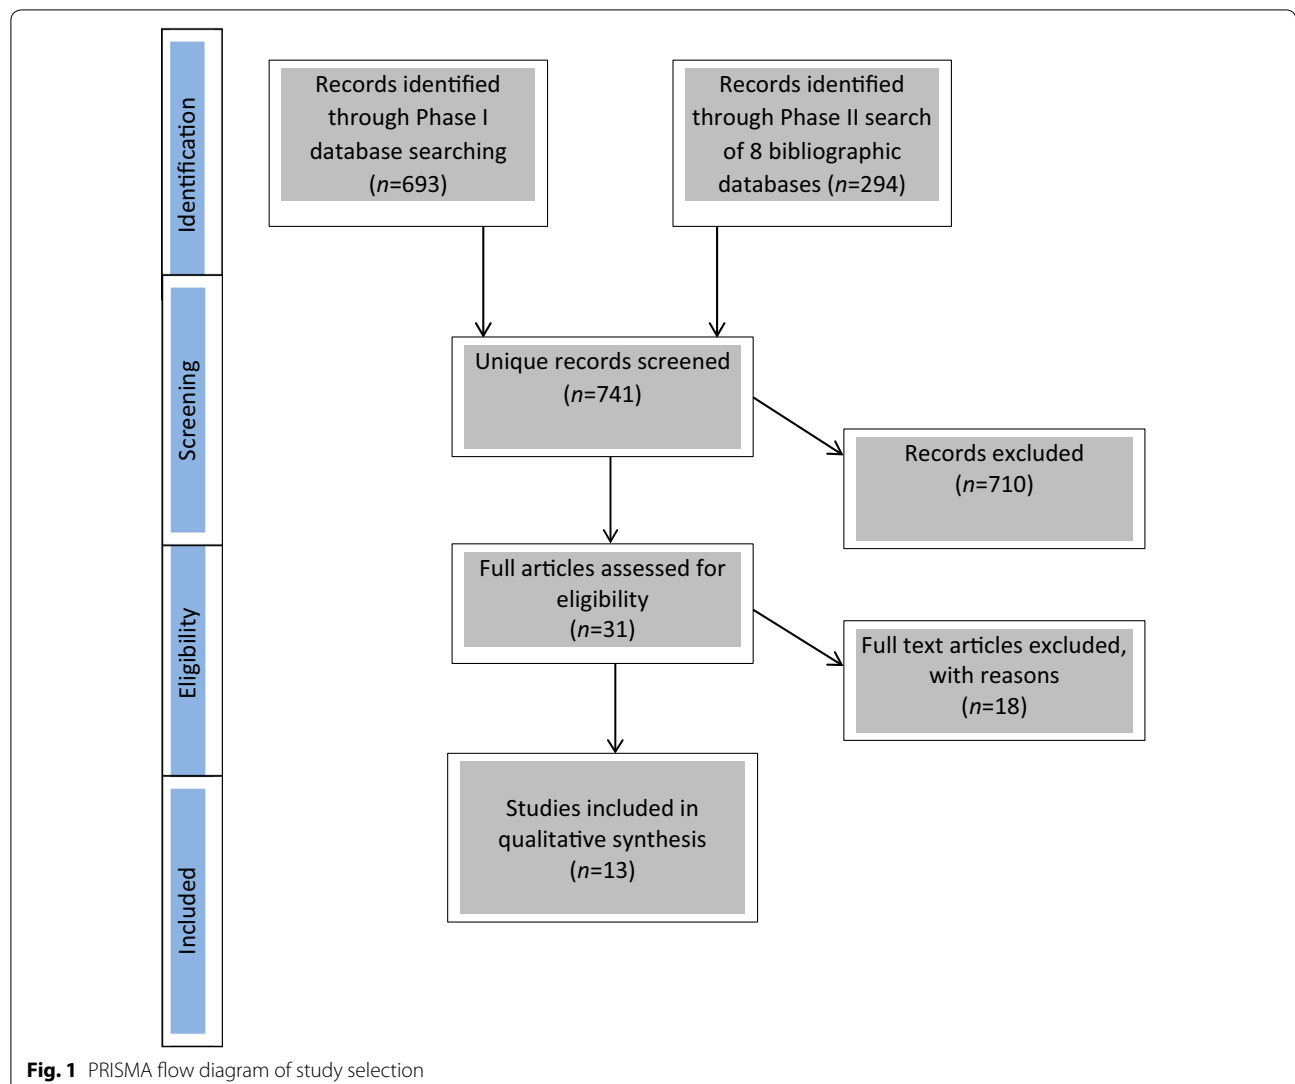 Identification
Records identified
through Phase I
database searching
(n=693)
Records identified
through Phase II search
of 8 bibliographic
databases (n=294)
Screening
Unique records screened
(n=741)
Records excluded
(n=710)
Eligibility
Full articles assessed for
eligibility
(n=31)
Full text articles excluded,
with reasons
(n=18)
Included
Studies included in
qualitative synthesis
(n=13)
Fig. 1 PRISMA flow diagram of study selection